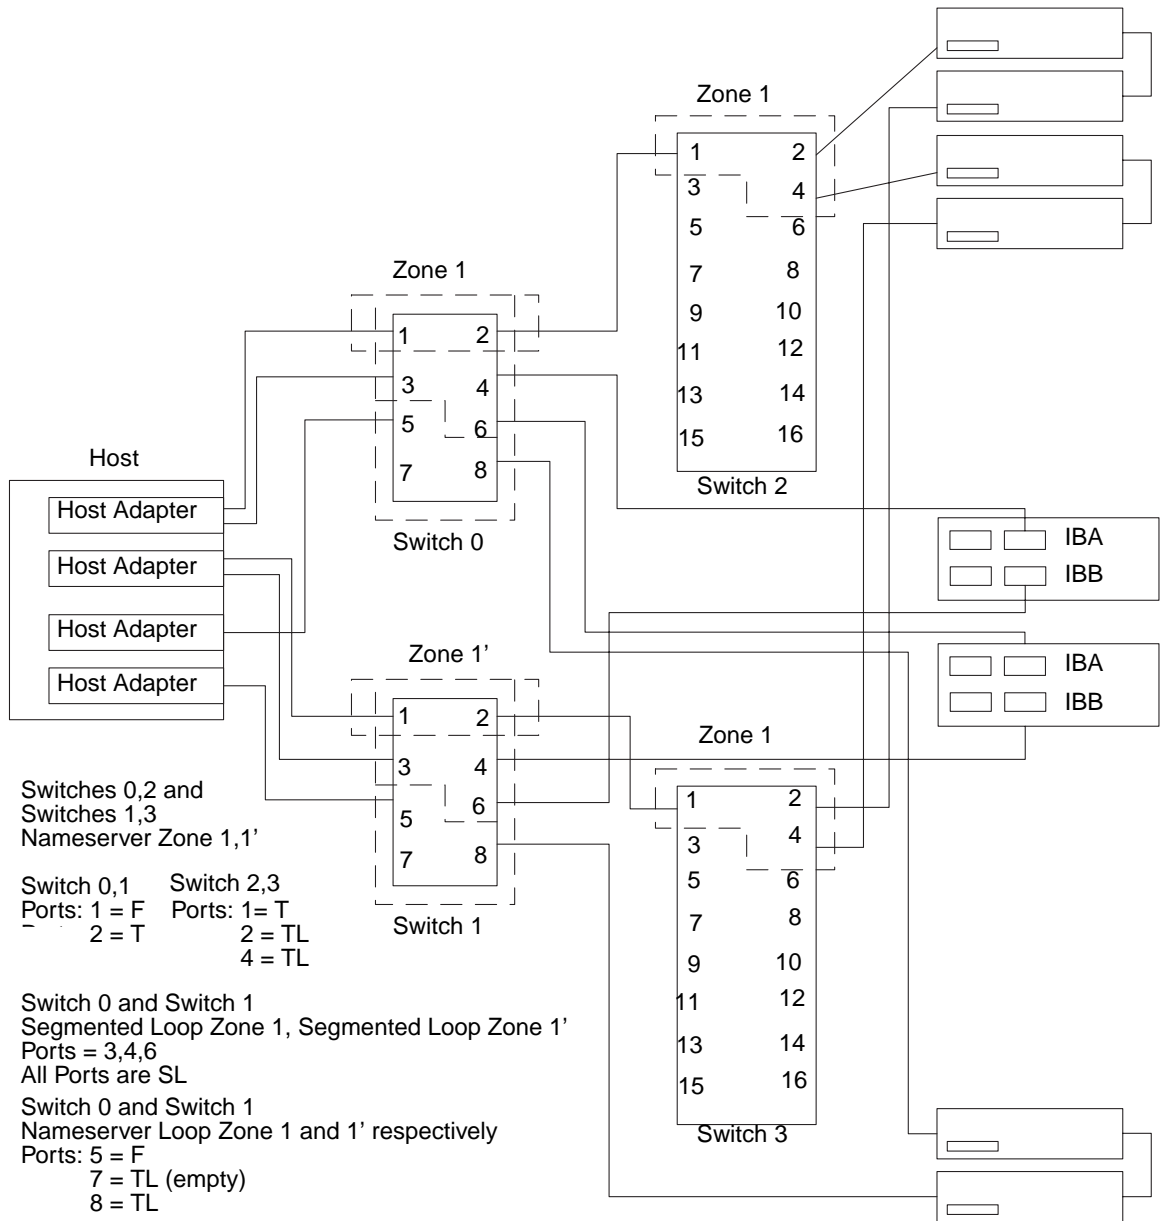 Zone 1
1 2
3 4
5 6
7 8
9 10
11 12
13 14
15 16
Switch 2
Zone 1
1 2
3 4
5 6
7 8
Switch 0
Host
Host Adapter
Host Adapter
Host Adapter
Host Adapter
IBA
IBB
IBA
IBB
Zone 1’
1 2
3 4
5 6
7 8
Switch 1
Zone 1
1 2
3 4
5 6
7 8
9 10
11 12
13 14
15 16
Switch 3
Switches 0,2 and
Switches 1,3
Nameserver Zone 1,1’
Switch 0,1 Switch 2,3
Ports: 1 = F Ports: 1= T
2 = T 2 = TL
4 = TL
Switch 0 and Switch 1
Segmented Loop Zone 1, Segmented Loop Zone 1’
Ports = 3,4,6
All Ports are SL
Switch 0 and Switch 1
Nameserver Loop Zone 1 and 1’ respectively
Ports: 5 = F
7 = TL (empty)
8 = TL